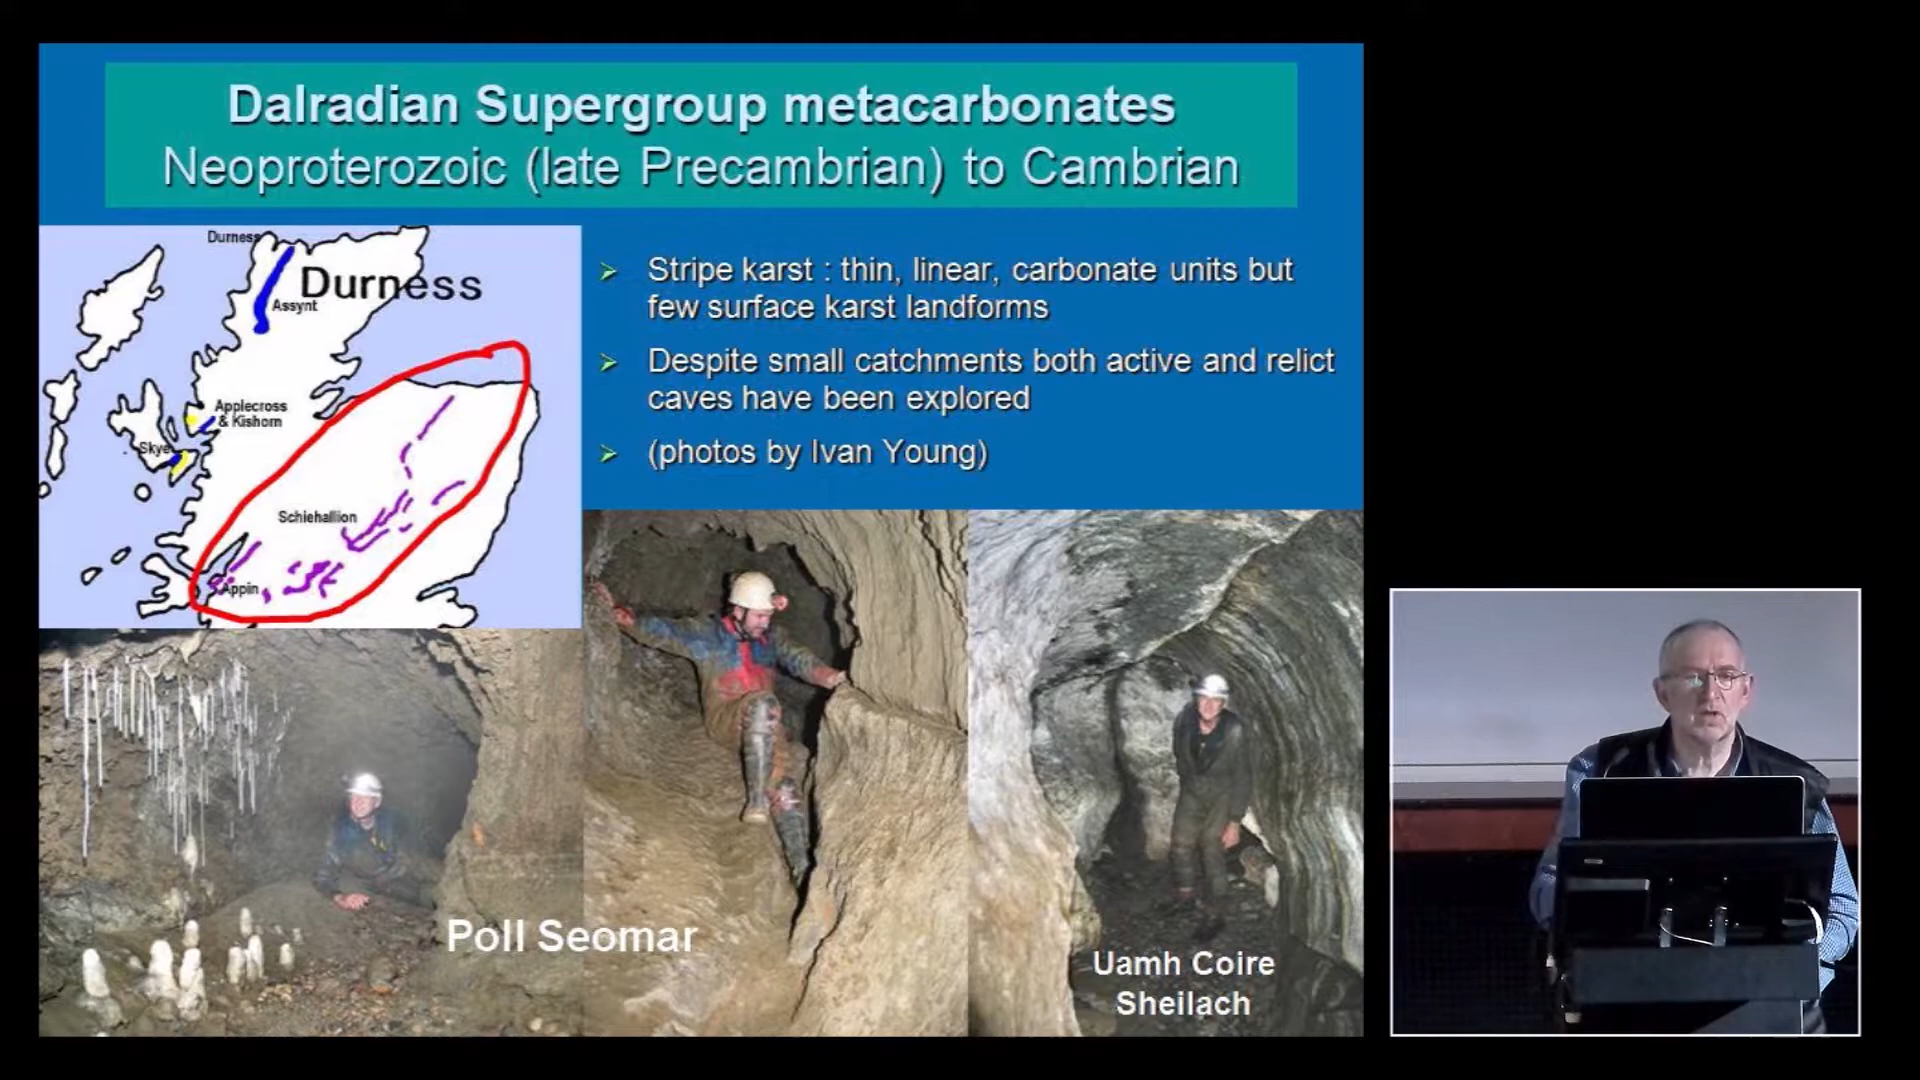 Dalradian Supergroup metacarbonates
Neoproterozoic (late Precambrian) to Cambrian
Durness
Durness
Assynt
Applecross
& Kishorn
Skye
Schiehallion
Appin
Stripe karst : thin, linear, carbonate units but
few surface karst landforms
Despite small catchments both active and relict
caves have been explored
(photos by Ivan Young)
Poll Seomar
Uamh Coire
Sheilach